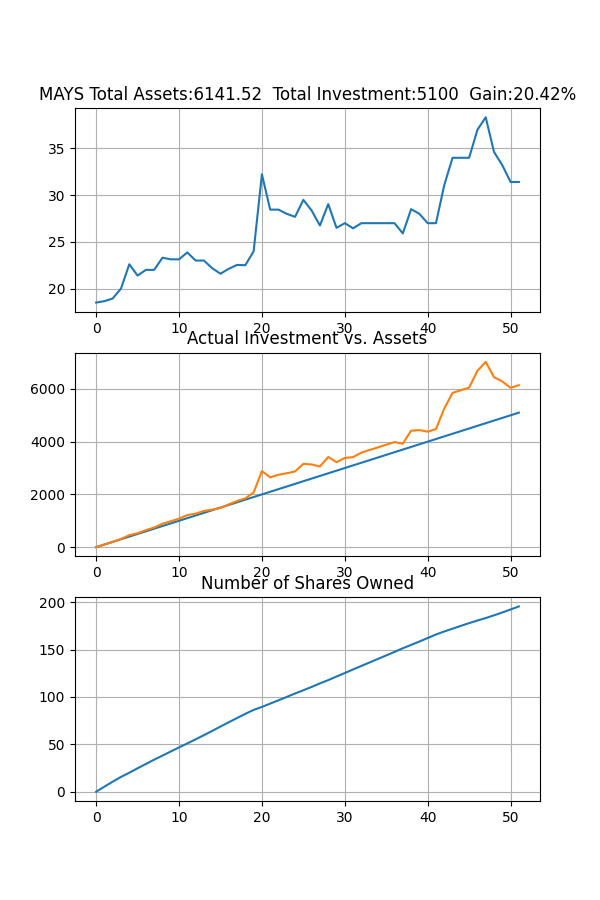 MAYS Total Assets:6141.52  Total Investment:5100  Gain:20.42%
35
30
25
20
0 10 20 30 40 50
Actual Investment vs. Assets
6000
4000
2000
0
0 10 20 30 40 50
Number of Shares Owned
200
150
100
50
0
0 10 20 30 40 50